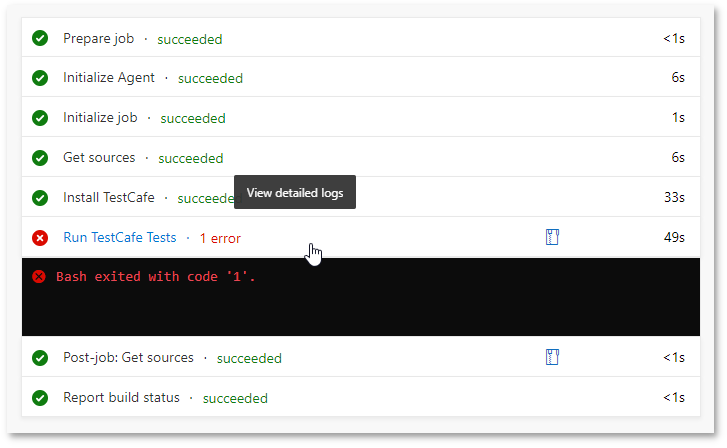 Prepare job · succeeded <1s
Initialize Agent · succeeded 6s
Initialize job · succeeded 1s
Get sources · succeeded 6s
View detailed logs
Install TestCafe · succeeded 33s
Run TestCafe Tests · 1 error 49s
Bash exited with code '1'.
Post-job: Get sources · succeeded <1s
Report build status · succeeded <1s